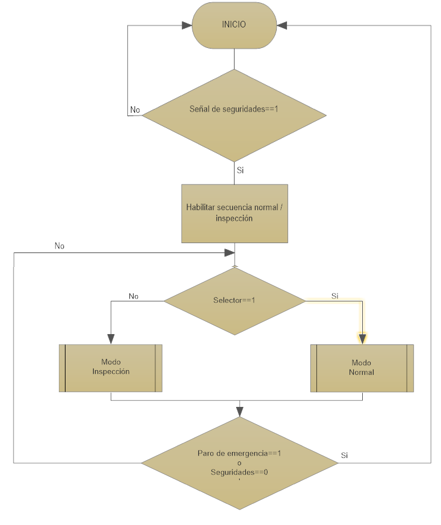 INICIO
Señal de seguridades==1
No
Si
Habilitar secuencia normal /
inspección
No
Selector==1
No
Si
Modo
Inspección
Modo
Normal
Paro de emergencia==1
o
Seguridades==0
Si